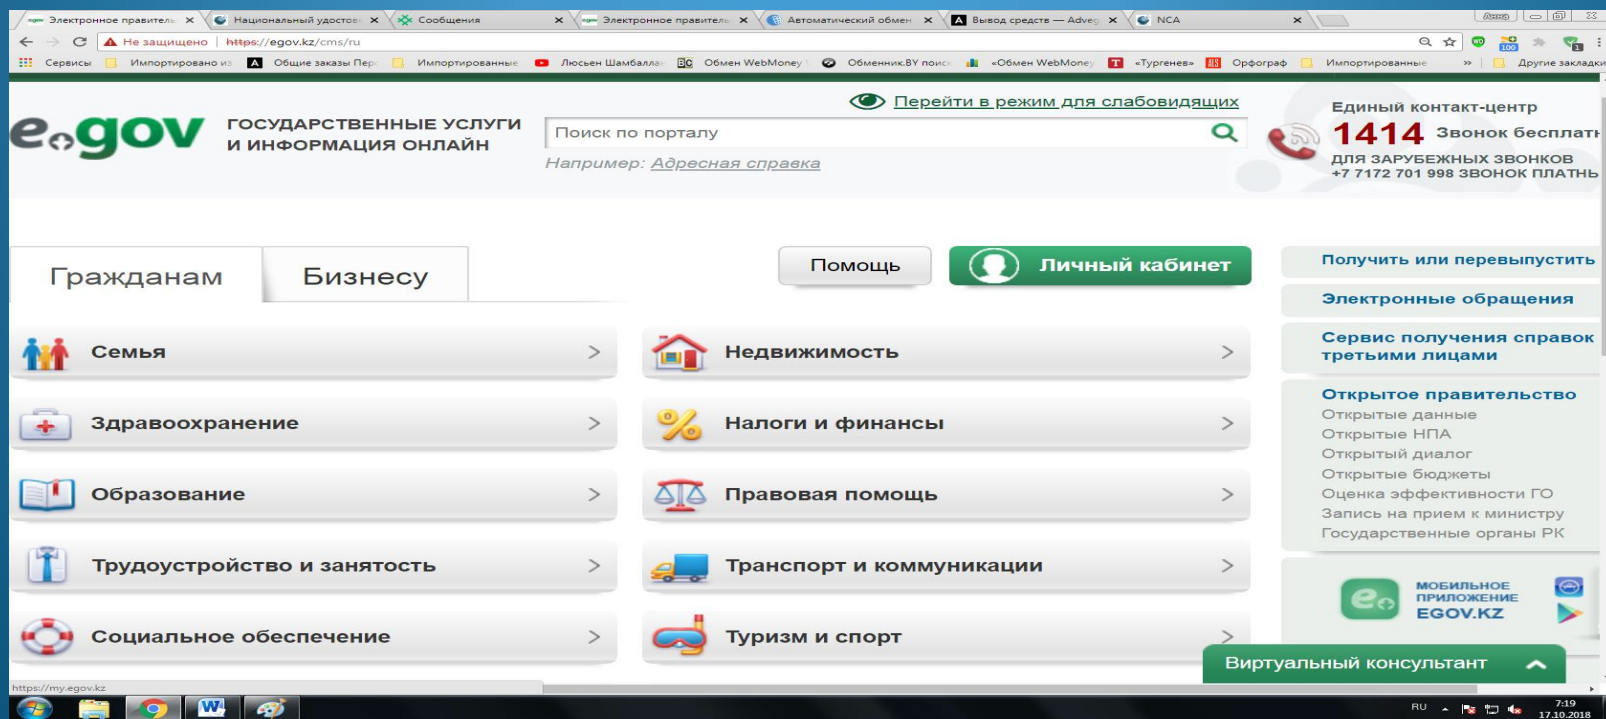 Электронное правитель
Национальный удостов
Сообщения
Электронное правитель
Автоматический обмен
Вывод средств — Adveg
NCA
Анна
Не защищено https://egov.kz/cms/ru
Сервисы
Импортировано из
Общие заказы Пер
Импортированные
Люсьен Шамбаллан
Обмен WebMoney
Обменник.BY поиск
«Обмен WebMoney
«Тургенев»
Орфограф
Импортированные
»
Другие закладки
Перейти в режим для слабовидящих
e.gov
ГОСУДАРСТВЕННЫЕ УСЛУГИ
И ИНФОРМАЦИЯ ОНЛАЙН
Поиск по порталу
Например: Адресная справка
Единый контакт-центр
1414 Звонок бесплатн
ДЛЯ ЗАРУБЕЖНЫХ ЗВОНКОВ
+7 7172 701 998 ЗВОНОК ПЛАТНЫ
Гражданам
Бизнесу
Помощь
Личный кабинет
Семья
Недвижимость
Здравоохранение
Налоги и финансы
Образование
Правовая помощь
Трудоустройство и занятость
Транспорт и коммуникации
Социальное обеспечение
Туризм и спорт
Получить или перевыпустить
Электронные обращения
Сервис получения справок
третьими лицами
Открытое правительство
Открытые данные
Открытые НПА
Открытый диалог
Открытые бюджеты
Оценка эффективности ГО
Запись на прием к министру
Государственные органы РК
МОБИЛЬНОЕ
ПРИЛОЖЕНИЕ
EGOV.KZ
Виртуальный консультант
https://my.egov.kz
RU
7:19
17.10.2018